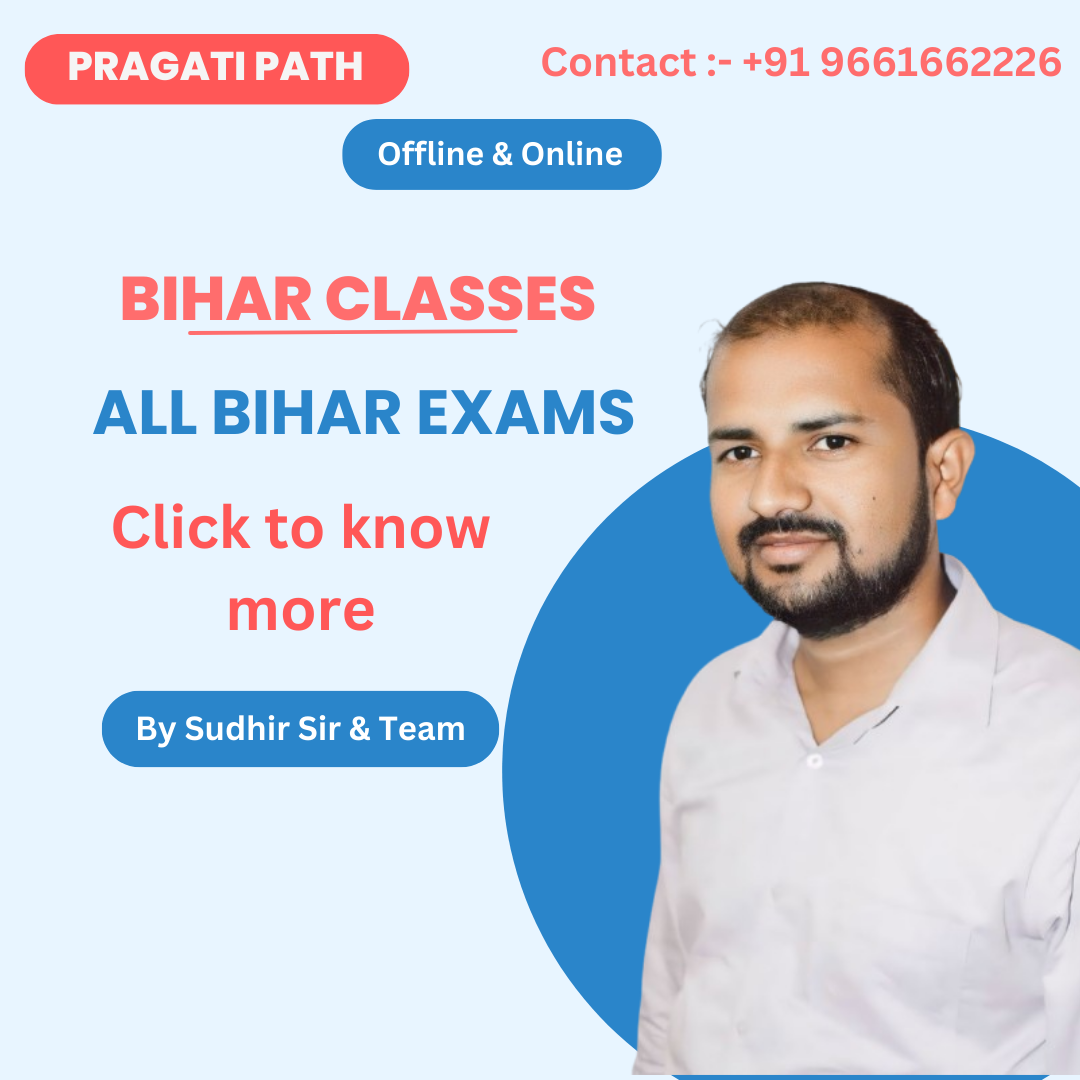 PRAGATI PATH
Contact :- +91 9661662226
Offline & Online
BIHAR CLASSES
ALL BIHAR EXAMS
Click to know
more
By Sudhir Sir & Team